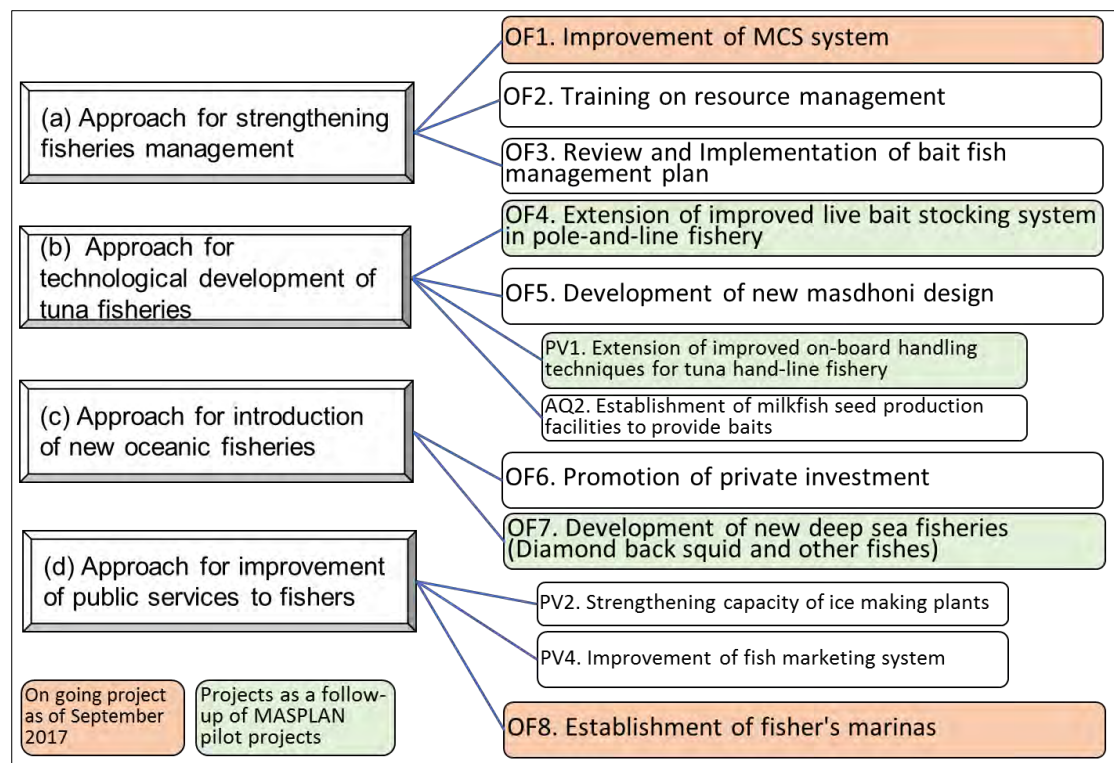 (a) Approach for strengthening
fisheries management
OF1. Improvement of MCS system
OF2. Training on resource management
OF3. Review and Implementation of bait fish
management plan
(b) Approach for
technological development of
tuna fisheries
OF4. Extension of improved live bait stocking system
in pole-and-line fishery
OF5. Development of new masdhoni design
PV1. Extension of improved on-board handling
techniques for tuna hand-line fishery
AQ2. Establishment of milkfish seed production
facilities to provide baits
(c) Approach for introduction
of new oceanic fisheries
OF6. Promotion of private investment
OF7. Development of new deep sea fisheries
(Diamond back squid and other fishes)
(d) Approach for improvement
of public services to fishers
PV2. Strengthening capacity of ice making plants
PV4. Improvement of fish marketing system
OF8. Establishment of fisher's marinas
On going project
as of September
2017
Projects as a follow-
up of MASPLAN
pilot projects